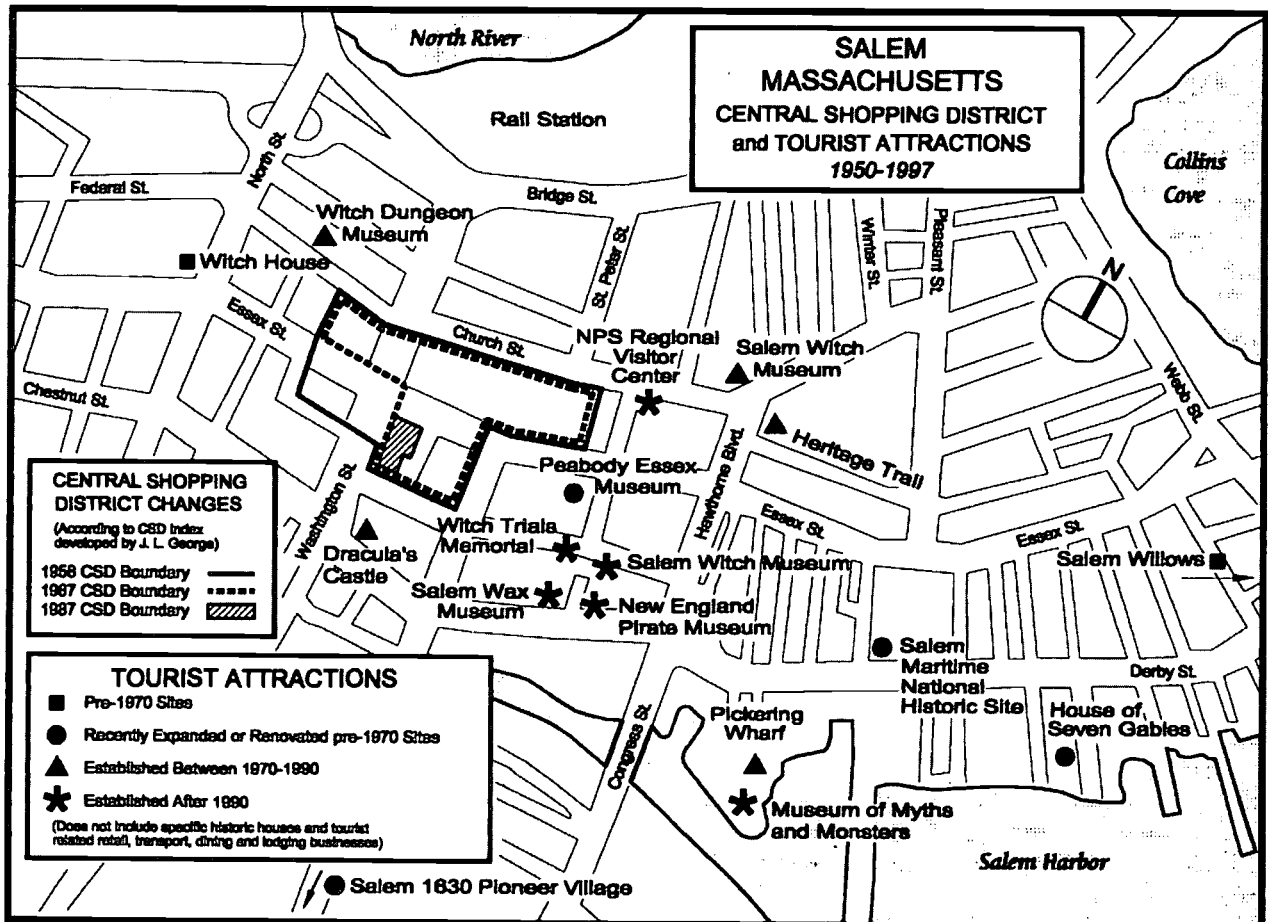 North River
SALEM
MASSACHUSETTS
CENTRAL SHOPPING DISTRICT
and TOURIST ATTRACTIONS
1950-1997
Rail Station
Collins
Cove
North St.
Federal St.
Bridge St.
Witch Dungeon
Museum
St. Peter St.
Winter St.
Pleasant St.
N
Witch House
Essex St.
Church St.
NPS Regional
Visitor
Center
Salem Witch
Museum
Webb St.
Chestnut St.
Heritage Trail
Hawthorne Blvd.
CENTRAL SHOPPING
DISTRICT CHANGES
(According to CSD Index
developed by J. L. George)
1958 CSD Boundary
1967 CSD Boundary
1987 CSD Boundary
Washington St.
Peabody Essex
Museum
Essex St.
Essex St.
Witch Trials
Memorial
Dracula's
Castle
Salem Witch Museum
Salem Willows
Salem Wax
Museum
New England
Pirate Museum
TOURIST ATTRACTIONS
Pre-1970 Sites
Recently Expanded or Renovated pre-1970 Sites
Established Between 1970-1990
Established After 1990
(Does not include specific historic houses and tourist
related retail, transport, dining and lodging businesses)
Salem
Maritime
National
Historic Site
Derby St.
Congress St.
Pickering
Wharf
House of
Seven Gables
Museum of Myths
and Monsters
Salem Harbor
Salem 1630 Pioneer Village